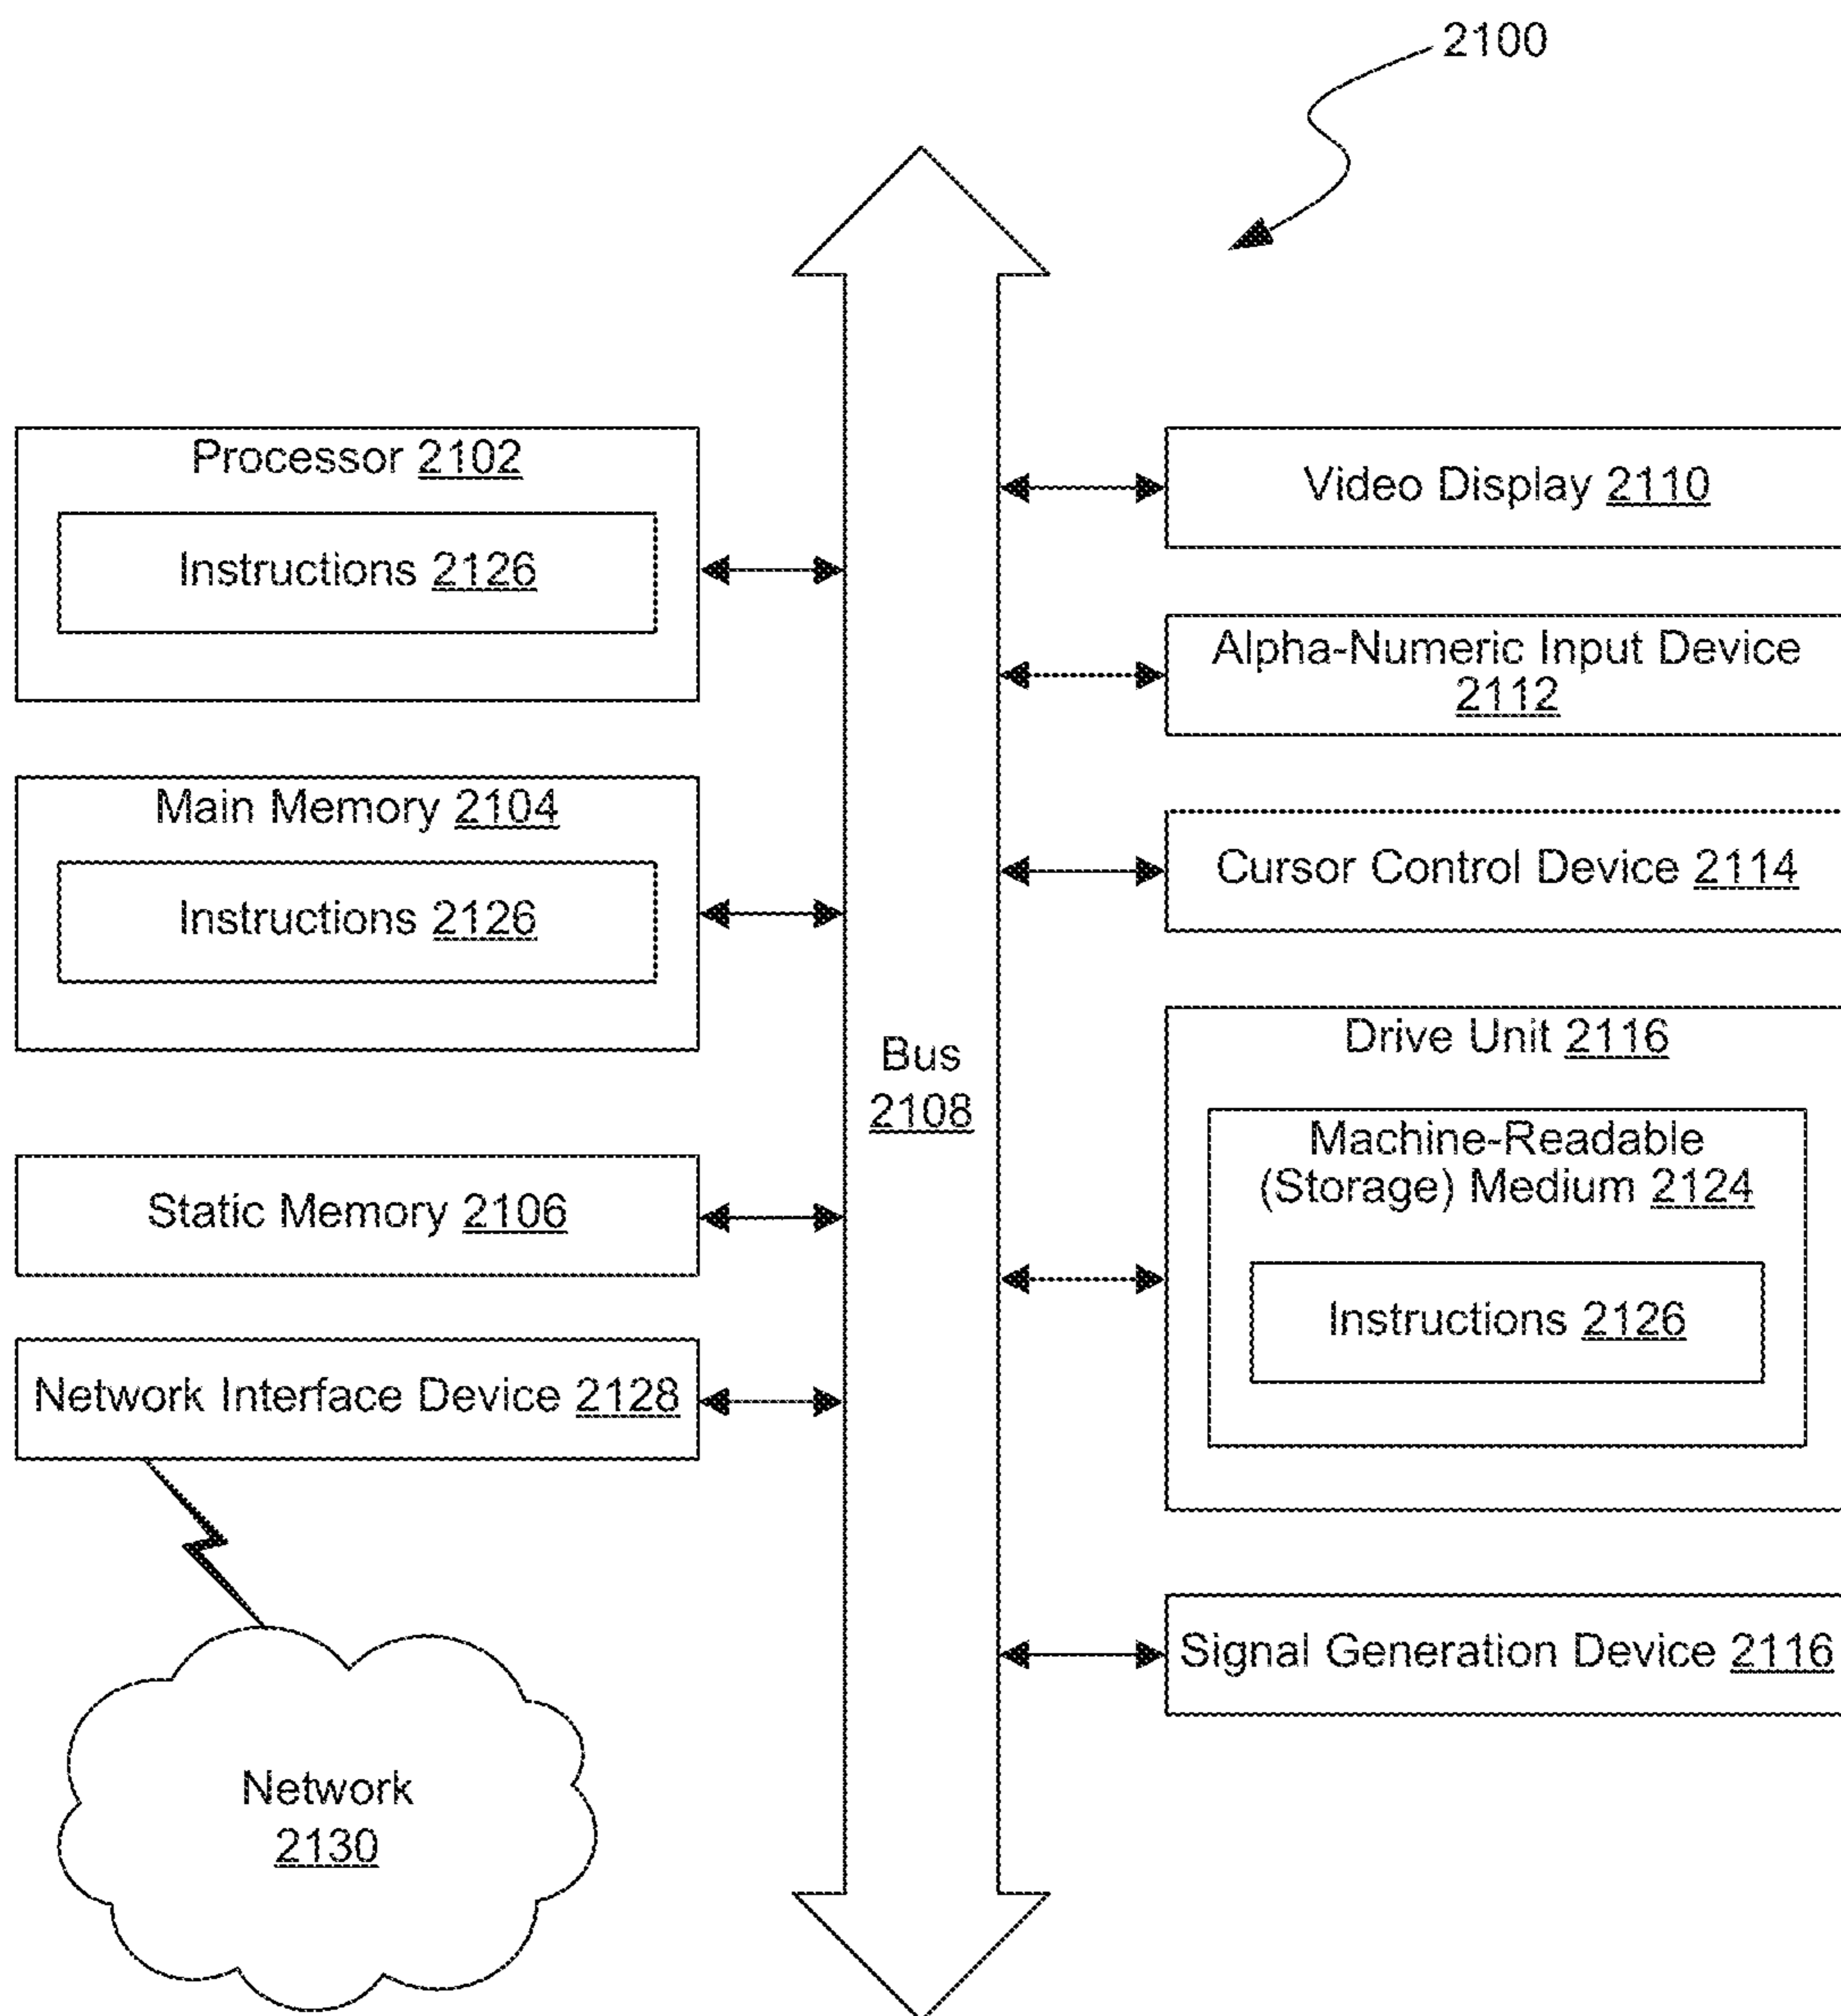 2100
Processor 2102
Instructions 2126
Main Memory 2104
Instructions 2126
Static Memory 2106
Network Interface Device 2128
Network
2130
Bus
2108
Video Display 2110
Alpha-Numeric Input Device
2112
Cursor Control Device 2114
Drive Unit 2116
Machine-Readable
(Storage) Medium 2124
Instructions 2126
Signal Generation Device 2116